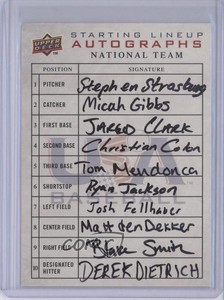 UPPER DECK
STARTING LINEUP
AUTOGRAPHS
NATIONAL TEAM
POSITION SIGNATURE
1 PITCHER Stephen Strasburg
2 CATCHER Micah Gibbs
3 FIRST BASE JARED CLARK
4 SECOND BASE Christian Colon
5 THIRD BASE Tom Mendonca
6 SHORTSTOP Ryan Jackson
7 LEFT FIELD Josh Fellhauer
8 CENTER FIELD Matt den Dekker
9 RIGHT FIELD Blake Smith
10 DESIGNATED HITTER DEREK DIETRICH